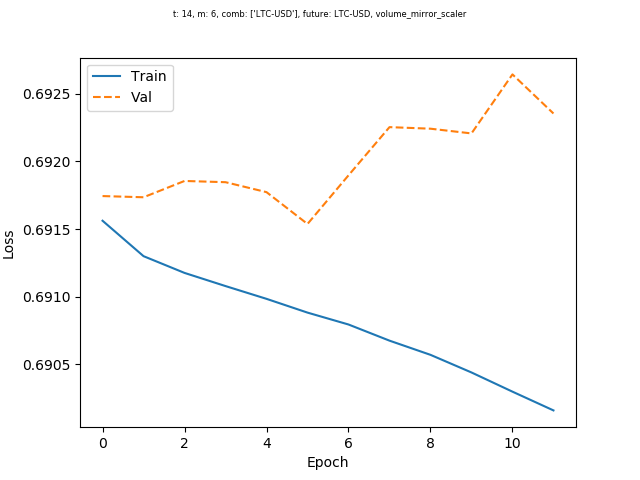 t: 14, m: 6, comb: ['LTC-USD'], future: LTC-USD, volume_mirror_scaler
Train
Val
0.6925
0.6920
0.6915
0.6910
0.6905
Loss
0 2 4 6 8 10
Epoch